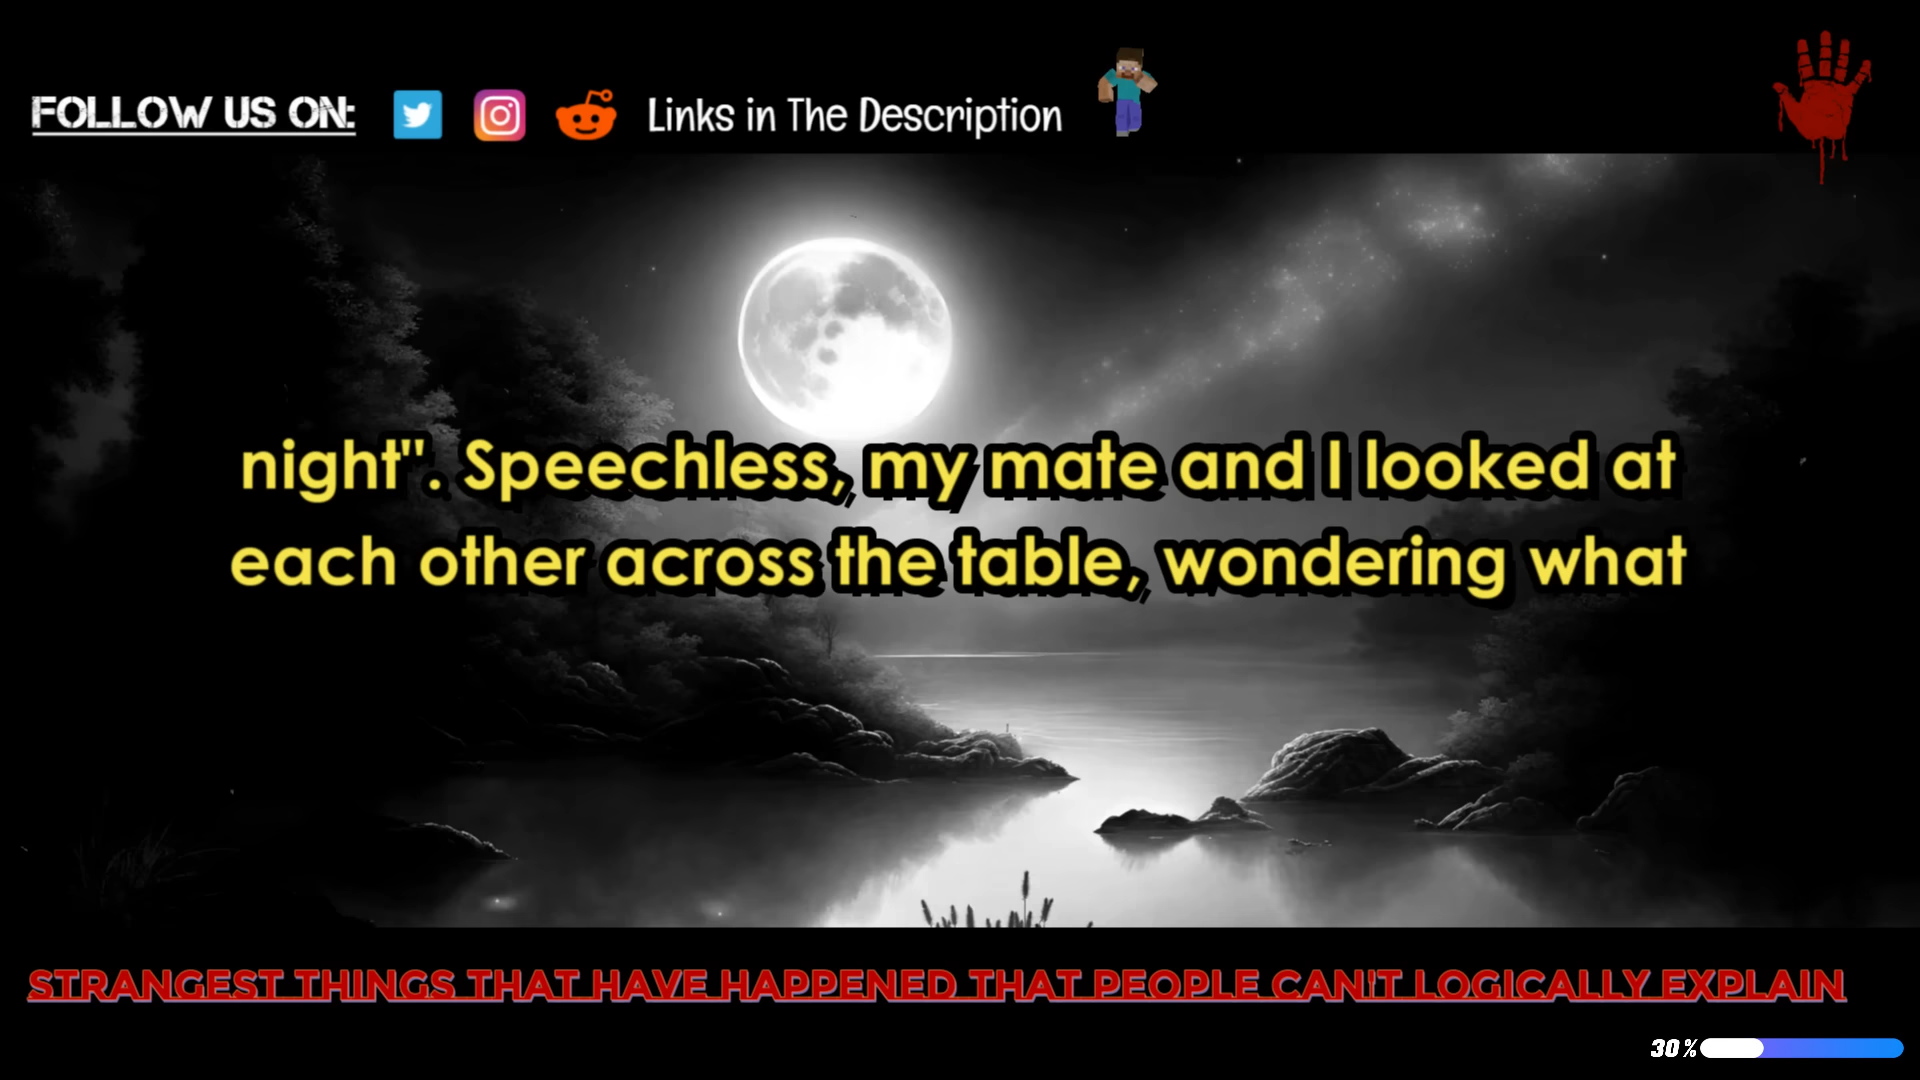 FOLLOW US ON:
Links in The Description
night". Speechless, my mate and I looked at
each other across the table, wondering what
STRANGEST THINGS THAT HAVE HAPPENED THAT PEOPLE CAN'T LOGICALLY EXPLAIN
30%